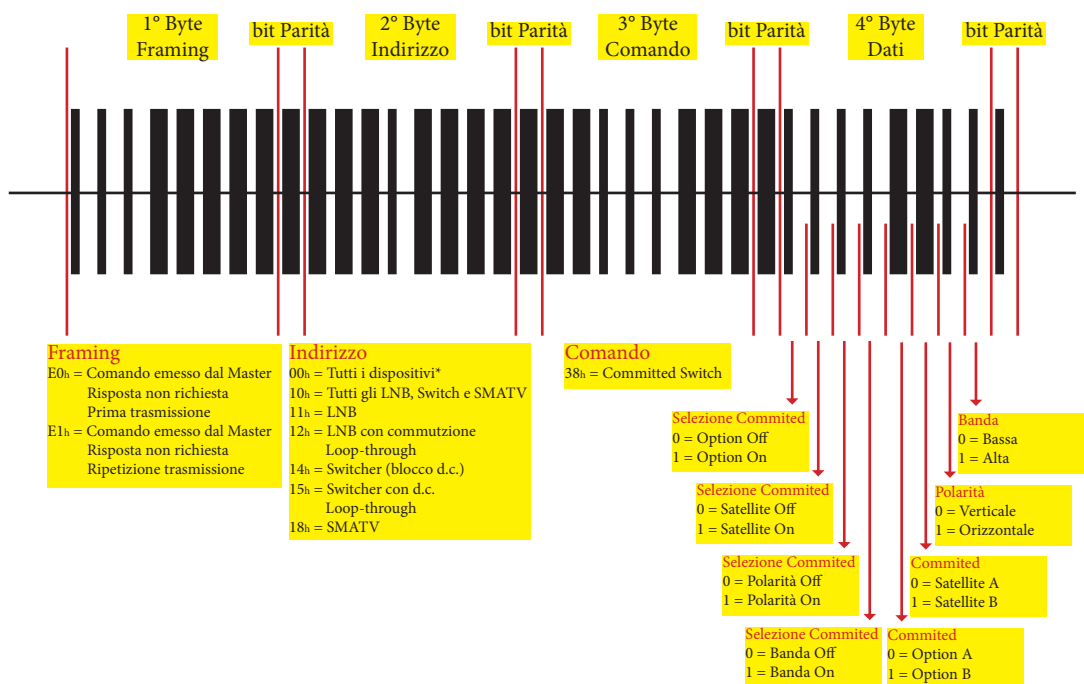 1° Byte
Framing
bit Parità
2° Byte
Indirizzo
bit Parità
3° Byte
Comando
bit Parità
4° Byte
Dati
bit Parità
Framing
E0h = Comando emesso dal Master
Risposta non richiesta
Prima trasmissione
E1h = Comando emesso dal Master
Risposta non richiesta
Ripetizione trasmissione
Indirizzo
00h = Tutti i dispositivi*
10h = Tutti gli LNB, Switch e SMATV
11h = LNB
12h = LNB con commutzione
Loop-through
14h = Switcher (blocco d.c.)
15h = Switcher con d.c.
Loop-through
18h = SMATV
Comando
38h = Committed Switch
Selezione Commited
0 = Option Off
1 = Option On
Selezione Commited
0 = Satellite Off
1 = Satellite On
Selezione Commited
0 = Polarità Off
1 = Polarità On
Selezione Commited
0 = Banda Off
1 = Banda On
Commited
0 = Option A
1 = Option B
Commited
0 = Satellite A
1 = Satellite B
Polarità
0 = Verticale
1 = Orizzontale
Banda
0 = Bassa
1 = Alta